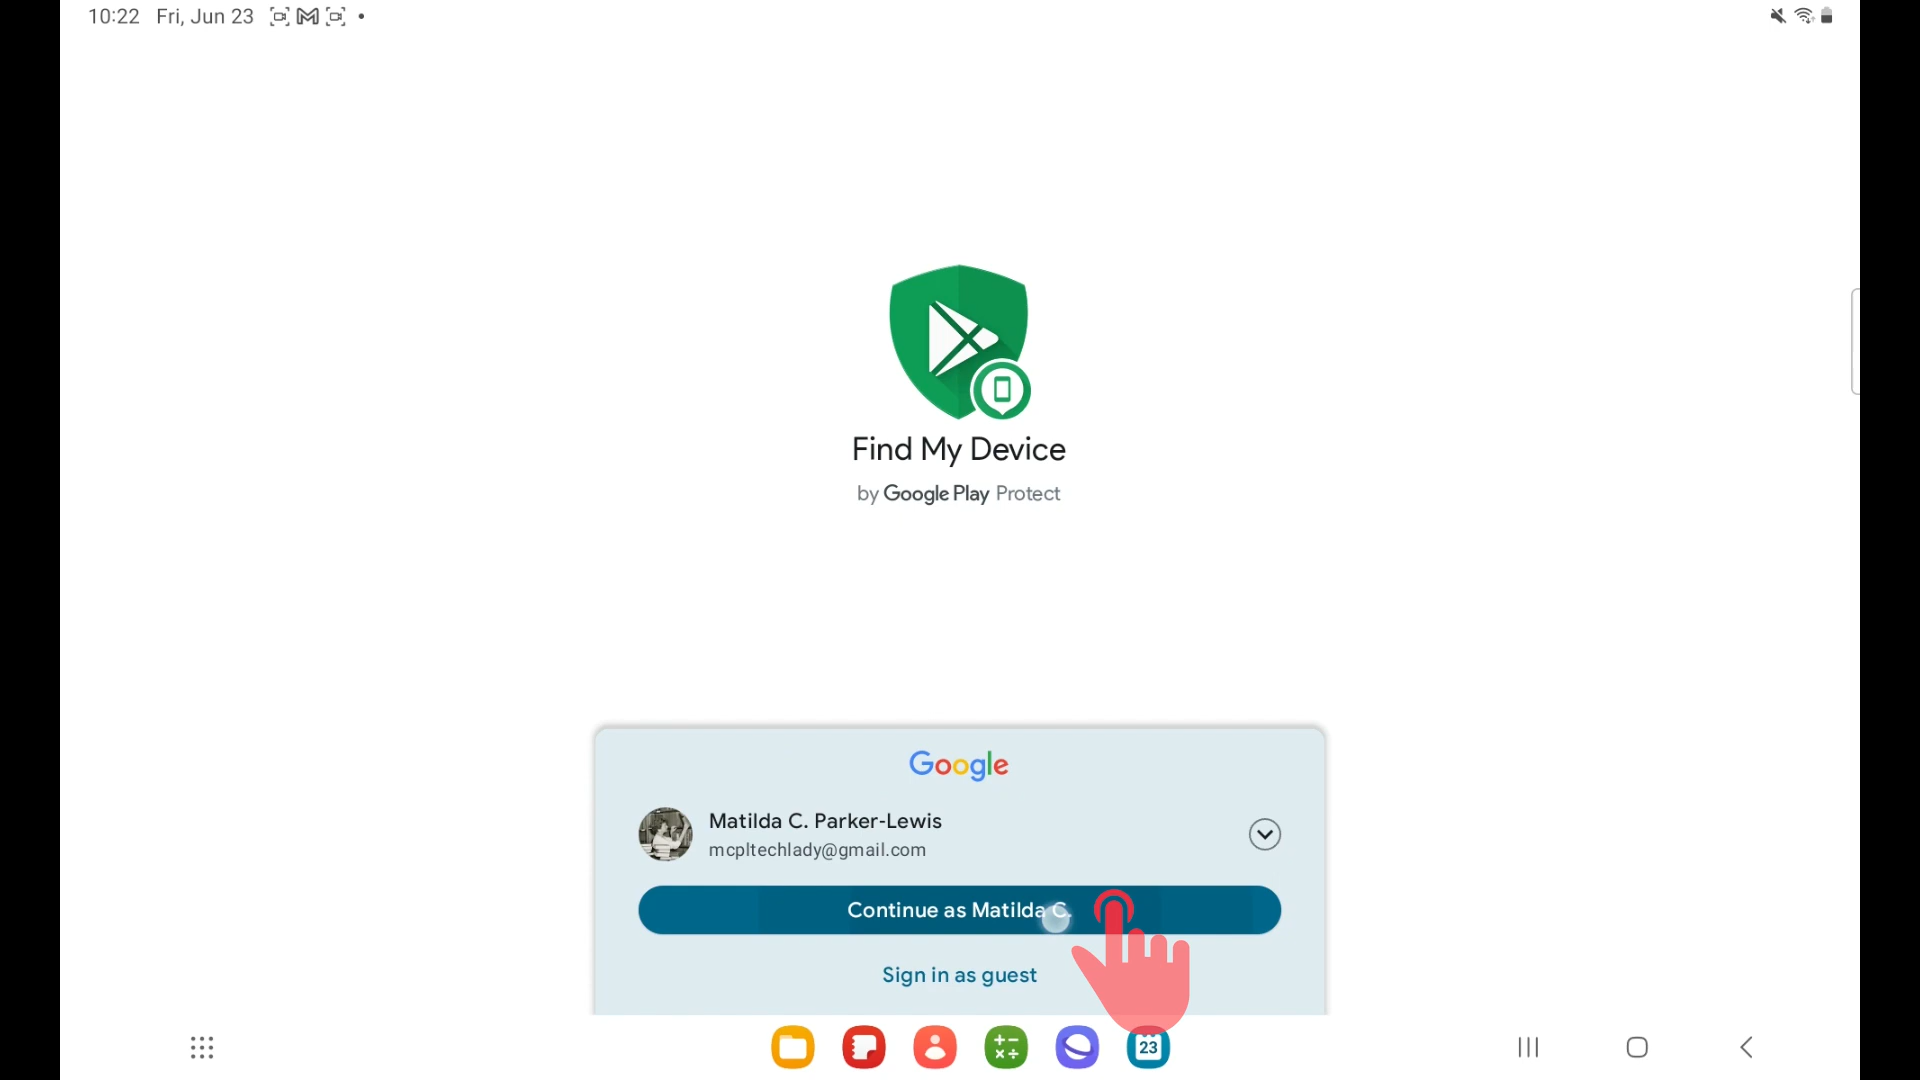 10:22 Fri, Jun 23
Find My Device
by Google Play Protect
Google
Matilda C. Parker-Lewis
mcpltechlady@gmail.com
Continue as Matilda C.
Sign in as guest
23